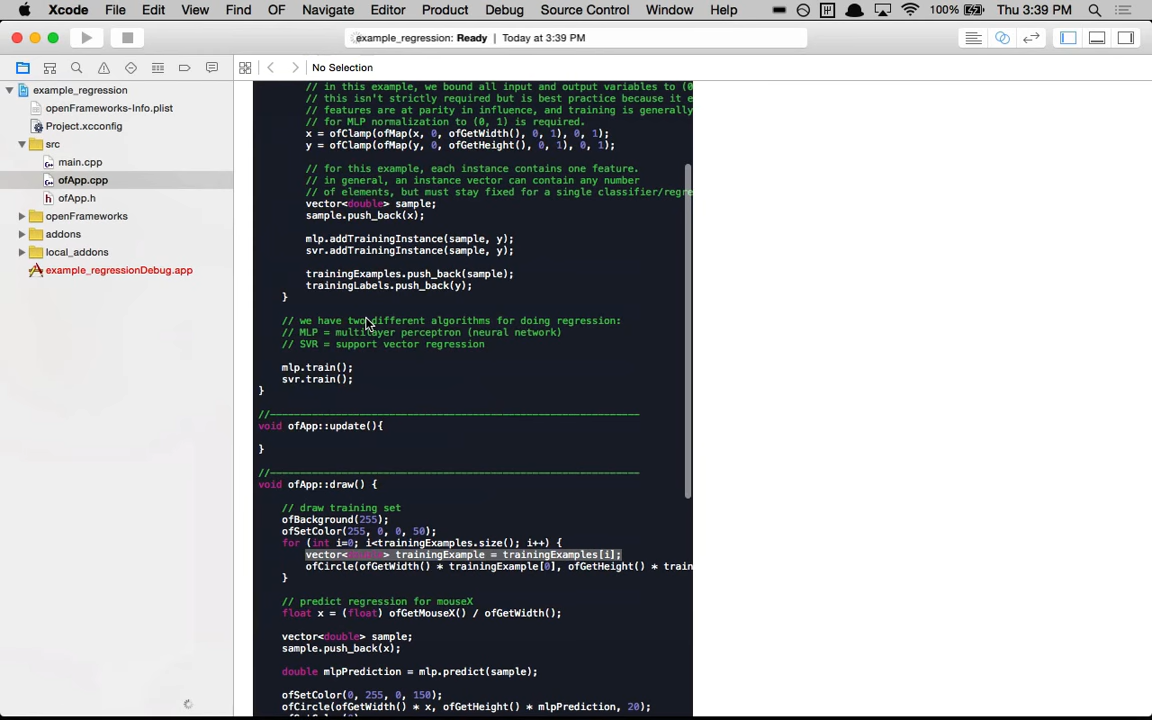 Xcode File Edit View Find OF Navigate Editor Product Debug Source Control Window Help 100% Thu 3:39 PM
example_regression: Ready | Today at 3:39 PM
No Selection
example_regression
openFrameworks-Info.plist
Project.xcconfig
src
main.cpp
ofApp.cpp
ofApp.h
openFrameworks
addons
local_addons
example_regressionDebug.app
// in this example, we bound all input and output variables to (0
// this isn't strictly required but is best practice because it e
// features are at parity in influence, and training is generally
// for MLP normalization to (0, 1) is required.
x = ofClamp(ofMap(x, 0, ofGetWidth(), 0, 1), 0, 1);
y = ofClamp(ofMap(y, 0, ofGetHeight(), 0, 1), 0, 1);
// for this example, each instance contains one feature.
// in general, an instance vector can contain any number
// of elements, but must stay fixed for a single classifier/regre
vector<double> sample;
sample.push_back(x);
mlp.addTrainingInstance(sample, y);
svr.addTrainingInstance(sample, y);
trainingExamples.push_back(sample);
trainingLabels.push_back(y);
}
// we have two different algorithms for doing regression:
// MLP = multilayer perceptron (neural network)
// SVR = support vector regression
mlp.train();
svr.train();
}
//--------------------------------------------------------------
void ofApp::update(){
}
//--------------------------------------------------------------
void ofApp::draw() {
// draw training set
ofBackground(255);
ofSetColor(255, 0, 0, 50);
for (int i=0; i<trainingExamples.size(); i++) {
vector<double> trainingExample = trainingExamples[i];
ofCircle(ofGetWidth() * trainingExample[0], ofGetHeight() * train
}
// predict regression for mouseX
float x = (float) ofGetMouseX() / ofGetWidth();
vector<double> sample;
sample.push_back(x);
double mlpPrediction = mlp.predict(sample);
ofSetColor(0, 255, 0, 150);
ofCircle(ofGetWidth() * x, ofGetHeight() * mlpPrediction, 20);